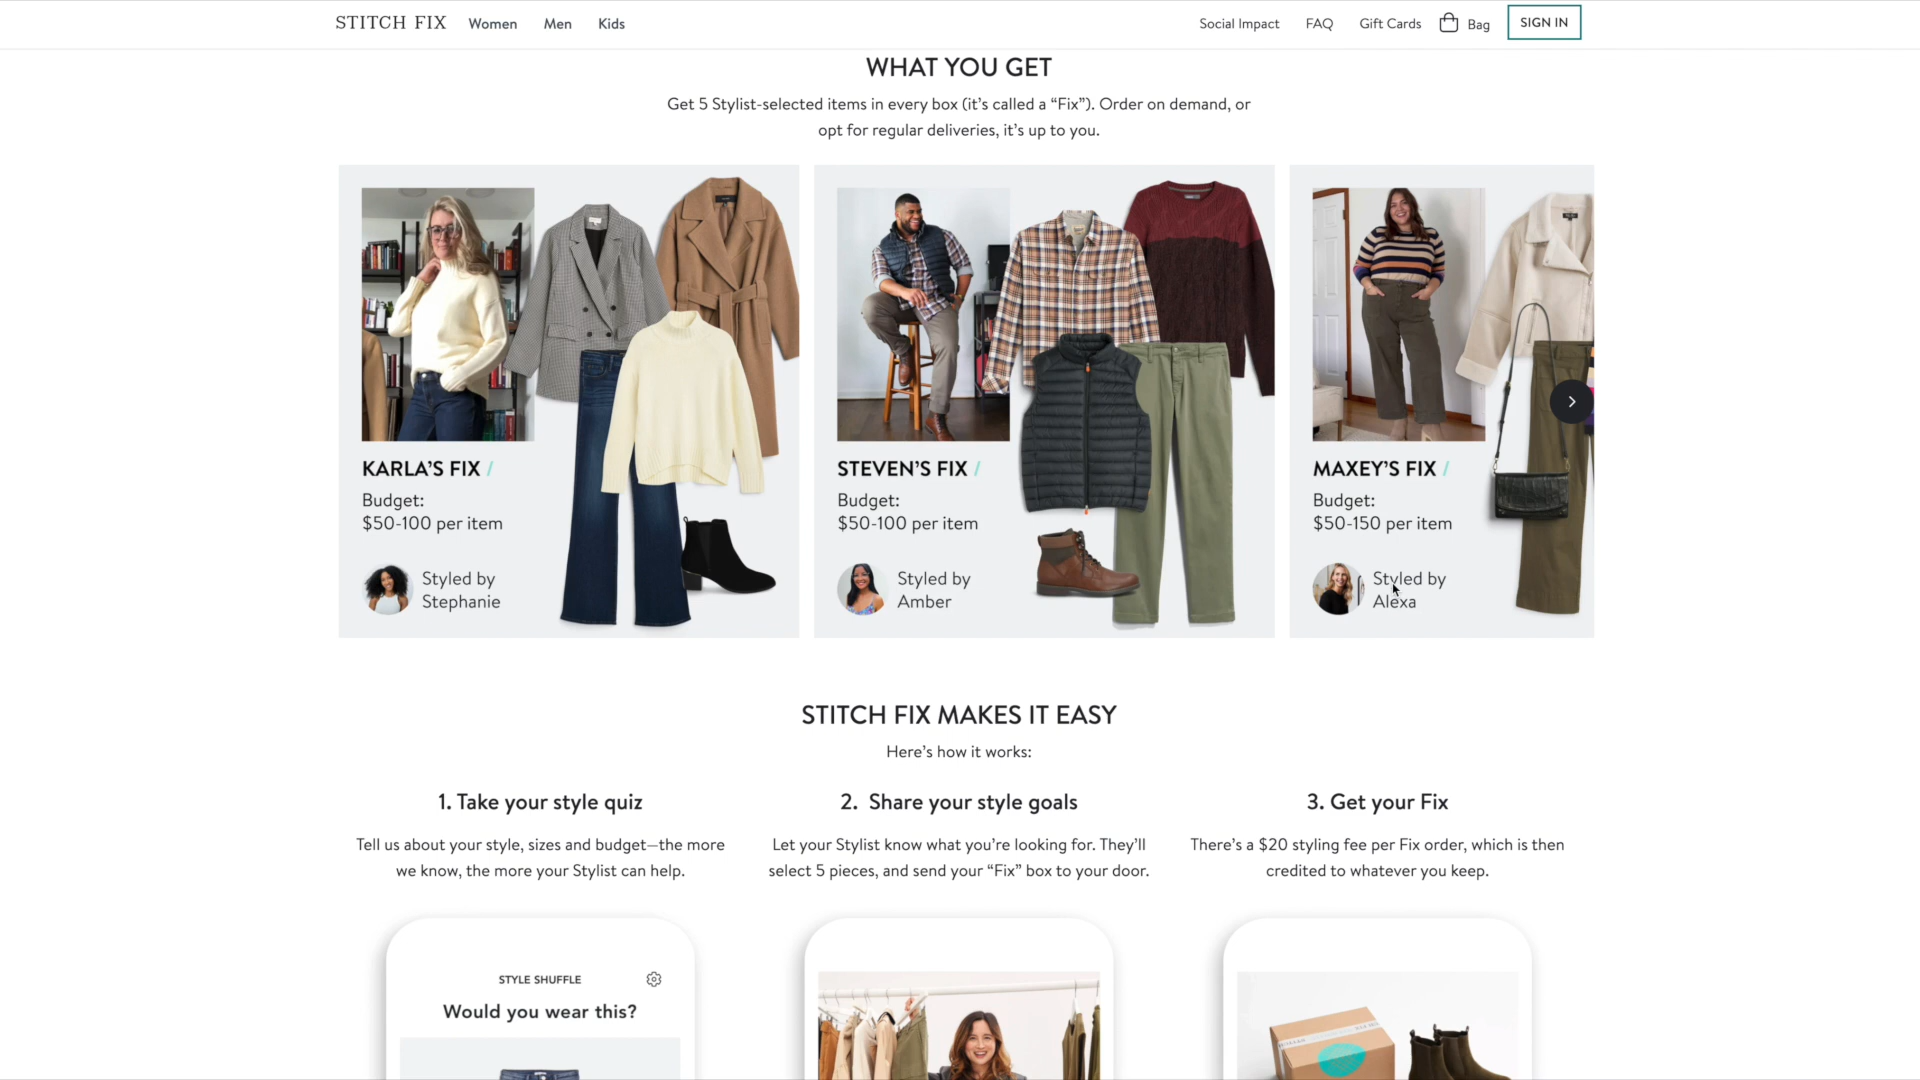 STITCH FIX
Women
Men
Kids
Social Impact
FAQ
Gift Cards
Bag
SIGN IN
WHAT YOU GET
Get 5 Stylist-selected items in every box (it’s called a “Fix”). Order on demand, or
opt for regular deliveries, it’s up to you.
KARLA’S FIX /
Budget:
$50-100 per item
Styled by
Stephanie
STEVEN’S FIX /
Budget:
$50-100 per item
Styled by
Amber
MAXEY’S FIX /
Budget:
$50-150 per item
Styled by
Alexa
STITCH FIX MAKES IT EASY
Here’s how it works:
1. Take your style quiz
Tell us about your style, sizes and budget—the more
we know, the more your Stylist can help.
2. Share your style goals
Let your Stylist know what you’re looking for. They’ll
select 5 pieces, and send your “Fix” box to your door.
3. Get your Fix
There’s a $20 styling fee per Fix order, which is then
credited to whatever you keep.
STYLE SHUFFLE
Would you wear this?